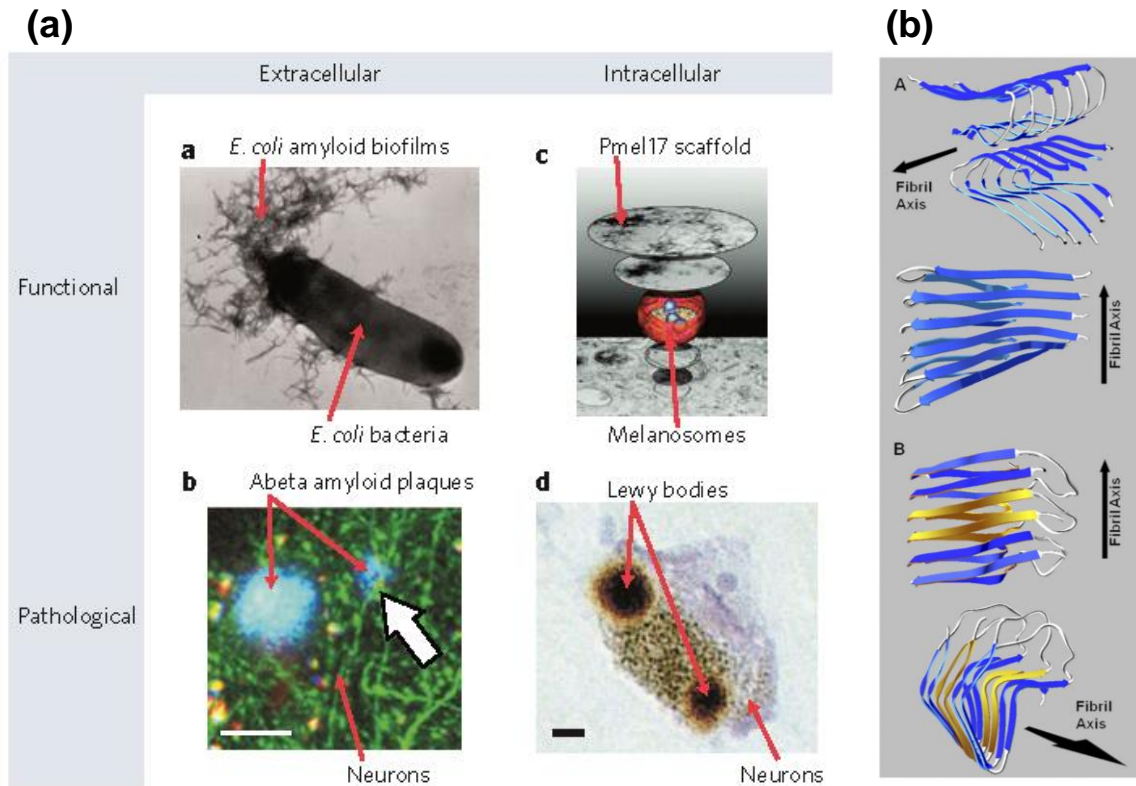 (a)
(b)
Extracellular
Intracellular
Functional
a
E. coli amyloid biofilms
E. coli bacteria
c
Pmel17 scaffold
Melanosomes
Pathological
b
Abeta amyloid plaques
Neurons
d
Lewy bodies
Neurons
A
Fibril
Axis
Fibril Axis
B
Fibril Axis
Fibril
Axis